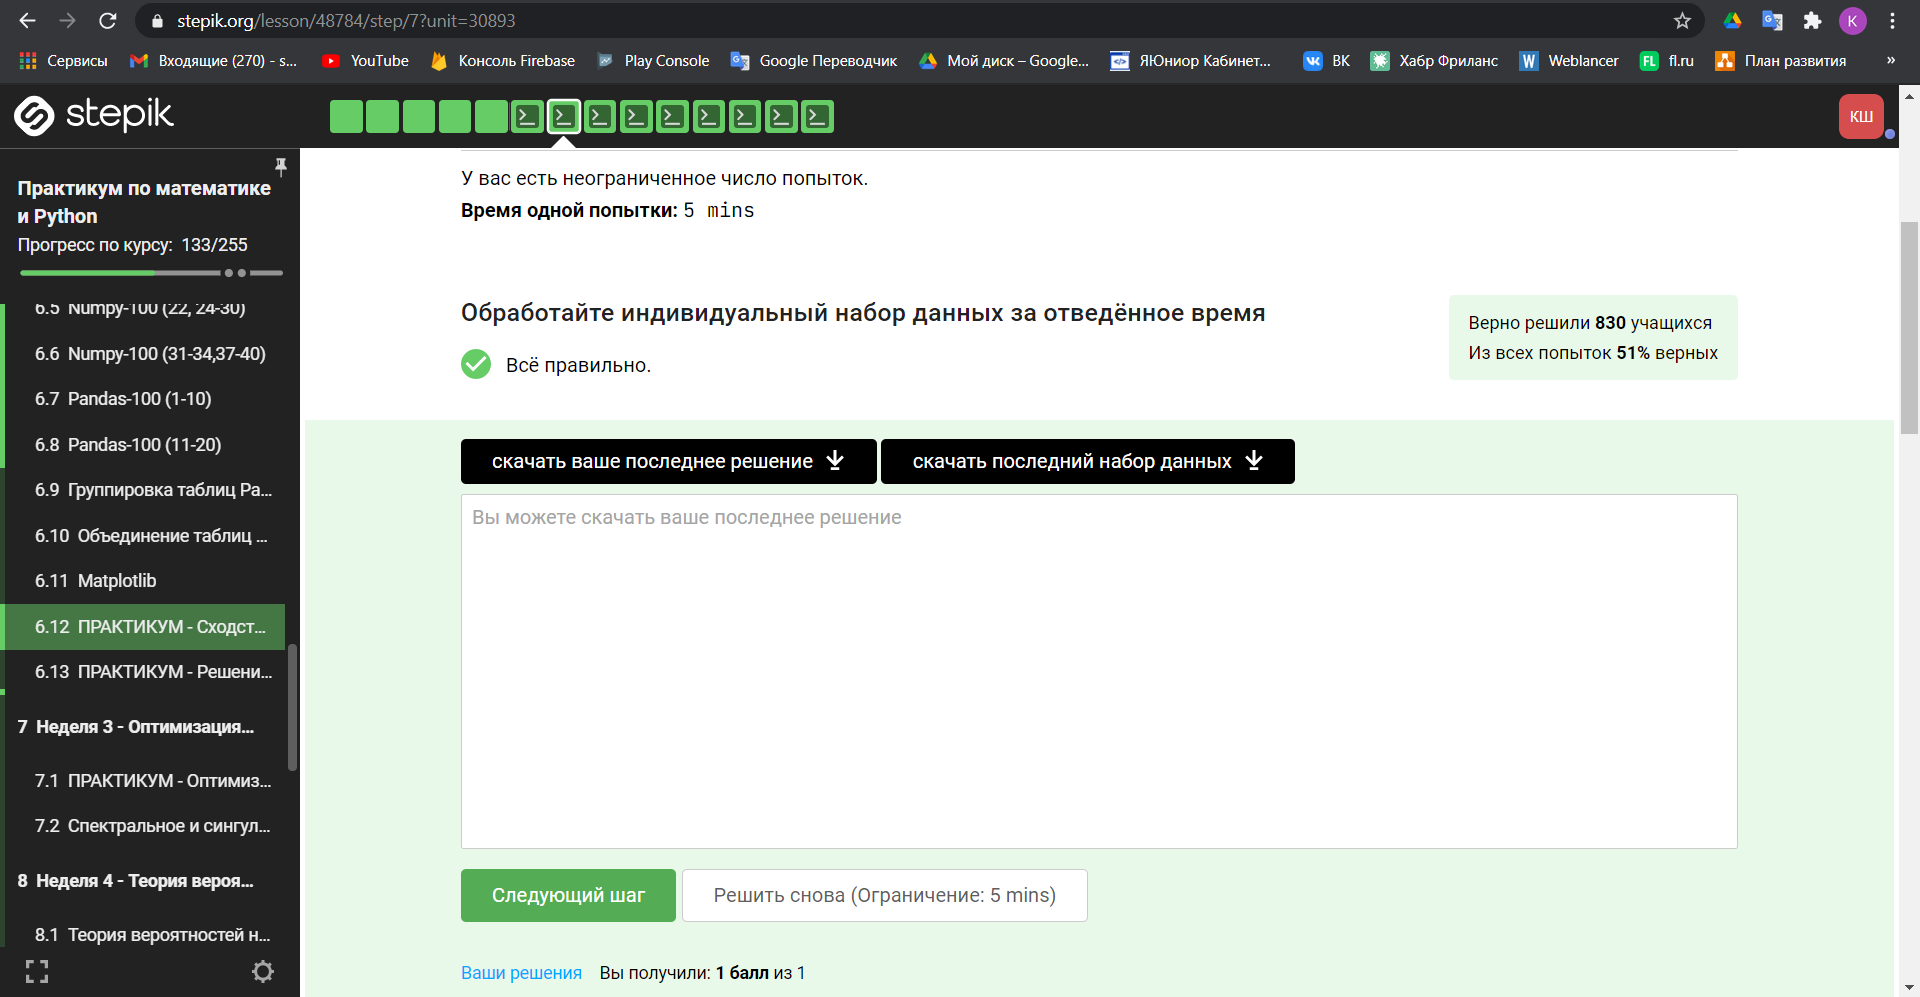 stepik.org/lesson/48784/step/7?unit=30893
K
Сервисы
Входящие (270) - s...
YouTube
Консоль Firebase
Play Console
Google Переводчик
Мой диск – Google...
ЯЮниор Кабинет...
ВК
Хабр Фриланс
Weblancer
fl.ru
План развития
»
stepik
КШ
Практикум по математике
и Python
Прогресс по курсу: 133/255
6.5 Numpy-100 (22, 24-30)
6.6 Numpy-100 (31-34,37-40)
6.7 Pandas-100 (1-10)
6.8 Pandas-100 (11-20)
6.9 Группировка таблиц Pa...
6.10 Объединение таблиц ...
6.11 Matplotlib
6.12 ПРАКТИКУМ - Сходст...
6.13 ПРАКТИКУМ - Решени...
7 Неделя 3 - Оптимизация...
7.1 ПРАКТИКУМ - Оптимиз...
7.2 Спектральное и сингул...
8 Неделя 4 - Теория вероя...
8.1 Теория вероятностей н...
У вас есть неограниченное число попыток.
Время одной попытки: 5 mins
Обработайте индивидуальный набор данных за отведённое время
Всё правильно.
Верно решили 830 учащихся
Из всех попыток 51% верных
скачать ваше последнее решение
скачать последний набор данных
Вы можете скачать ваше последнее решение
Следующий шаг
Решить снова (Ограничение: 5 mins)
Ваши решения Вы получили: 1 балл из 1